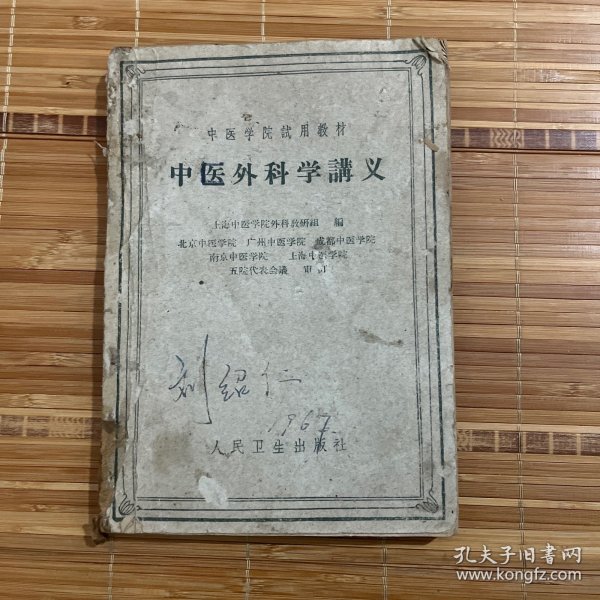 中医学院試用教材
中医外科学講义
上海中医学院外科教研組 編
北京中医学院 广州中医学院 成都中医学院
南京中医学院 上海中医学院
五院代表会議 审訂
刘绍仁
1967.
人民卫生出版社
孔夫子旧书网
www.kongfz.com